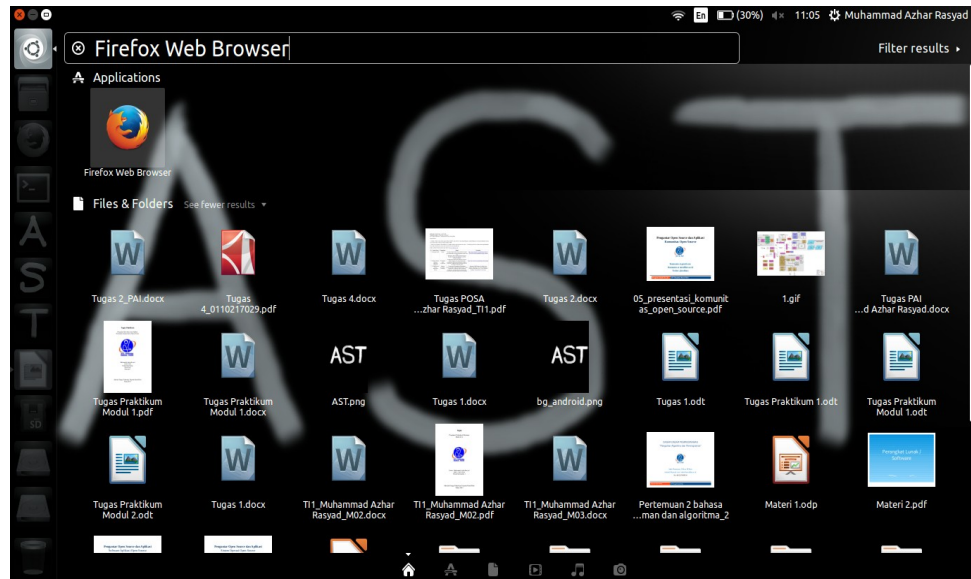 En (30%) 11:05 Muhammad Azhar Rasyad
Firefox Web Browser
Filter results
Applications
Firefox Web Browser
Files & Folders See fewer results
Tugas 2_PAI.docx
Tugas
4_0110217029.pdf
Tugas 4.docx
Tugas POSA
...zhar Rasyad_TI1.pdf
Tugas 2.docx
05_presentasi_komunit
as_open_source.pdf
1.gif
Tugas PAI
...d Azhar Rasyad.docx
Tugas Praktikum
Modul 1.pdf
Tugas Praktikum
Modul 1.docx
AST
AST.png
Tugas 1.docx
AST
bg_android.png
Tugas 1.odt
Tugas Praktikum 1.odt
Tugas Praktikum
Modul 1.odt
Tugas Praktikum
Modul 2.odt
Tugas 1.docx
TI1_Muhammad Azhar
Rasyad_M02.docx
TI1_Muhammad Azhar
Rasyad_M02.pdf
TI1_Muhammad Azhar
Rasyad_M03.docx
Pertemuan 2 bahasa
...man dan algoritma_2
Materi 1.odp
Perangkat Lunak /
Software
Materi 2.pdf
A
S
T
SD
AST